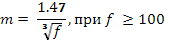 m = 1.47 / ∛f, при f ≥ 100